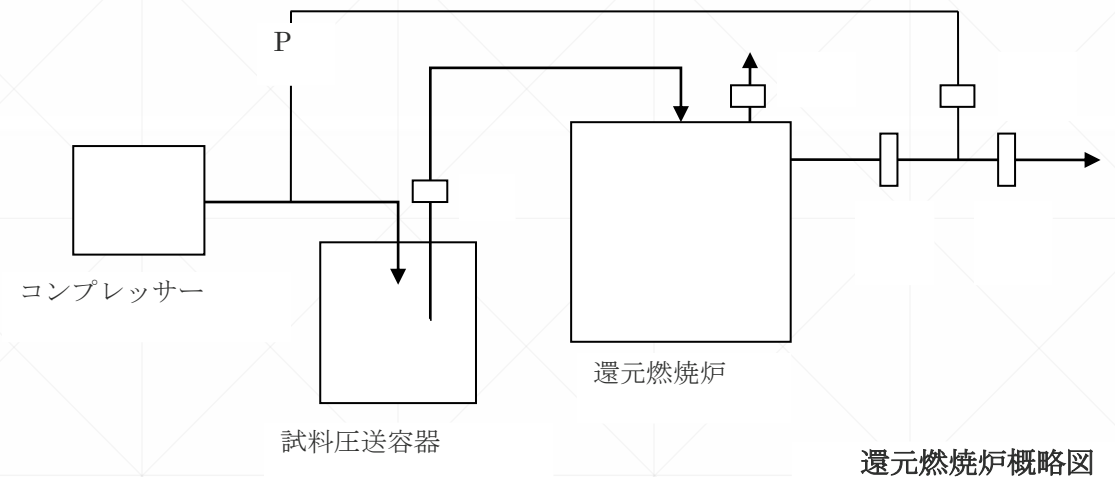 P
コンプレッサー
還元燃焼炉
試料圧送容器
還元燃焼炉概略図